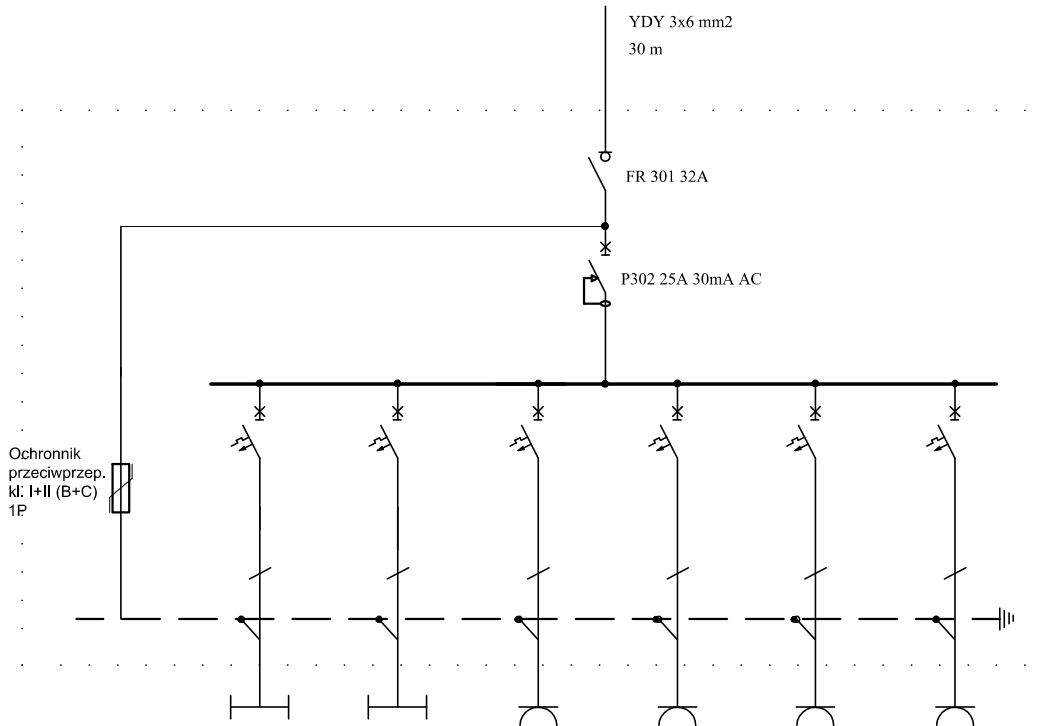 YDY 3x6 mm2
30 m
FR 301 32A
P302 25A 30mA AC
Ochronnik
przeciwprzep.
kl. I+II (B+C)
1P